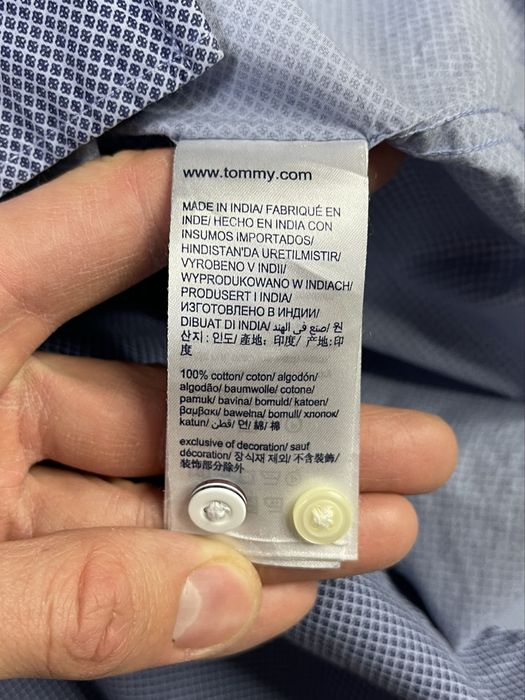 www.tommy.com
MADE IN INDIA/ FABRIQUÉ EN
INDE/ HECHO EN INDIA CON
INSUMOS IMPORTADOS/
HINDISTAN'DA URETILMISTIR/
VYROBENO V INDII/
WYPRODUKOWANO W INDIACH/
PRODUSERT I INDIA/
ИЗГОТОВЛЕНО В ИНДИИ/
DIBUAT DI INDIA/ صنع في الهند/ 원
산지: 인도/ 產地: 印度/ 产地:印
度
100% cotton/ coton/ algodón/
algodão/ baumwolle/ cotone/
pamuk/ bavlna/ bomuld/ katoen/
βαμβακι/ bawełna/ bomull/ хлопок/
katun/ قطن/ 면/ 綿/ 棉
exclusive of decoration/ sauf
décoration/ 장식재 제외/ 不含裝飾/
装饰部分除外